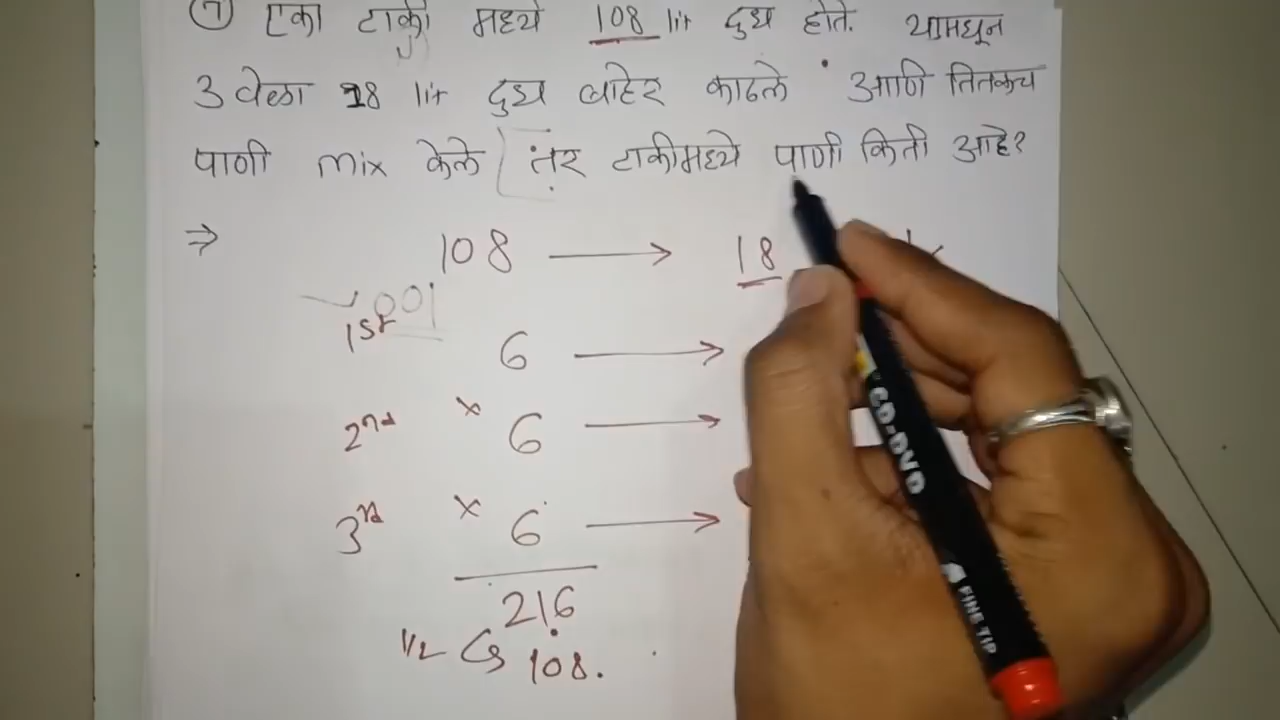 7 एका टाकी मध्ये 108 lit दुध होते. यामधून
3 वेळा 18 lit दुध बाहेर काढले आणि तितकच
पाणी mix केले तर टाकीमध्ये पाणी किती आहे?
⇒ 108 → 18
1st 6 →
2nd × 6 →
3rd × 6 →
216
1/2 108.
CD-DVD
FINE TIP